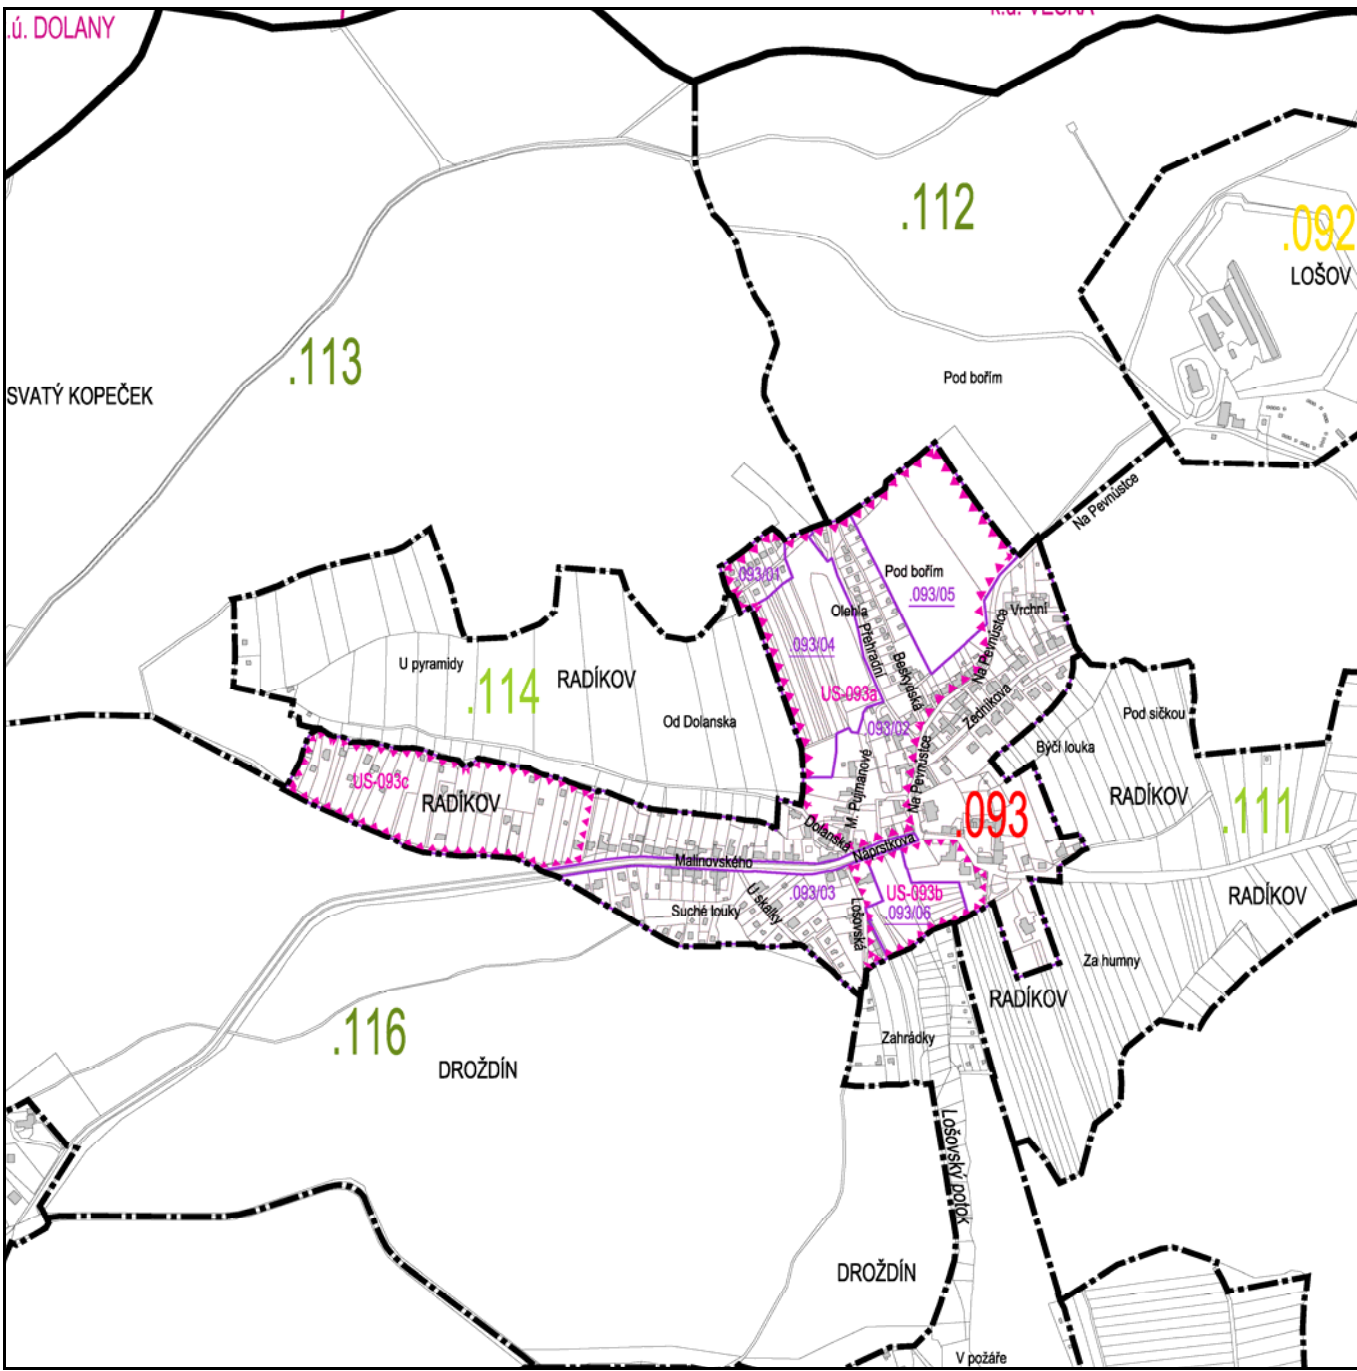 .ú. DOLANY
k.ú. VÉSKA
.112
.092
LOŠOV
.113
SVATÝ KOPEČEK
Pod bořím
Na Pevnůstce
.093/01
Pod bořím
.093/05
Olehla
Vrchní
.093/04
Přehradní
Beskydská
Na Pevnůstce
U pyramidy
RADÍKOV
.114
US-093a
Zedníkova
Od Dolanska
.093/02
Pod sičkou
Býčí louka
US-093c
RADÍKOV
M. Pujmanové
Na Pevnůstce
RADÍKOV
.093
.111
Dolanská
Náprstkova
Malinovského
.093/03
US-093b
RADÍKOV
Suché louky
U skalky
Lošovská
.093/06
Za humny
RADÍKOV
.116
Zahrádky
DROŽDÍN
Lošovský potok
DROŽDÍN
V požáře